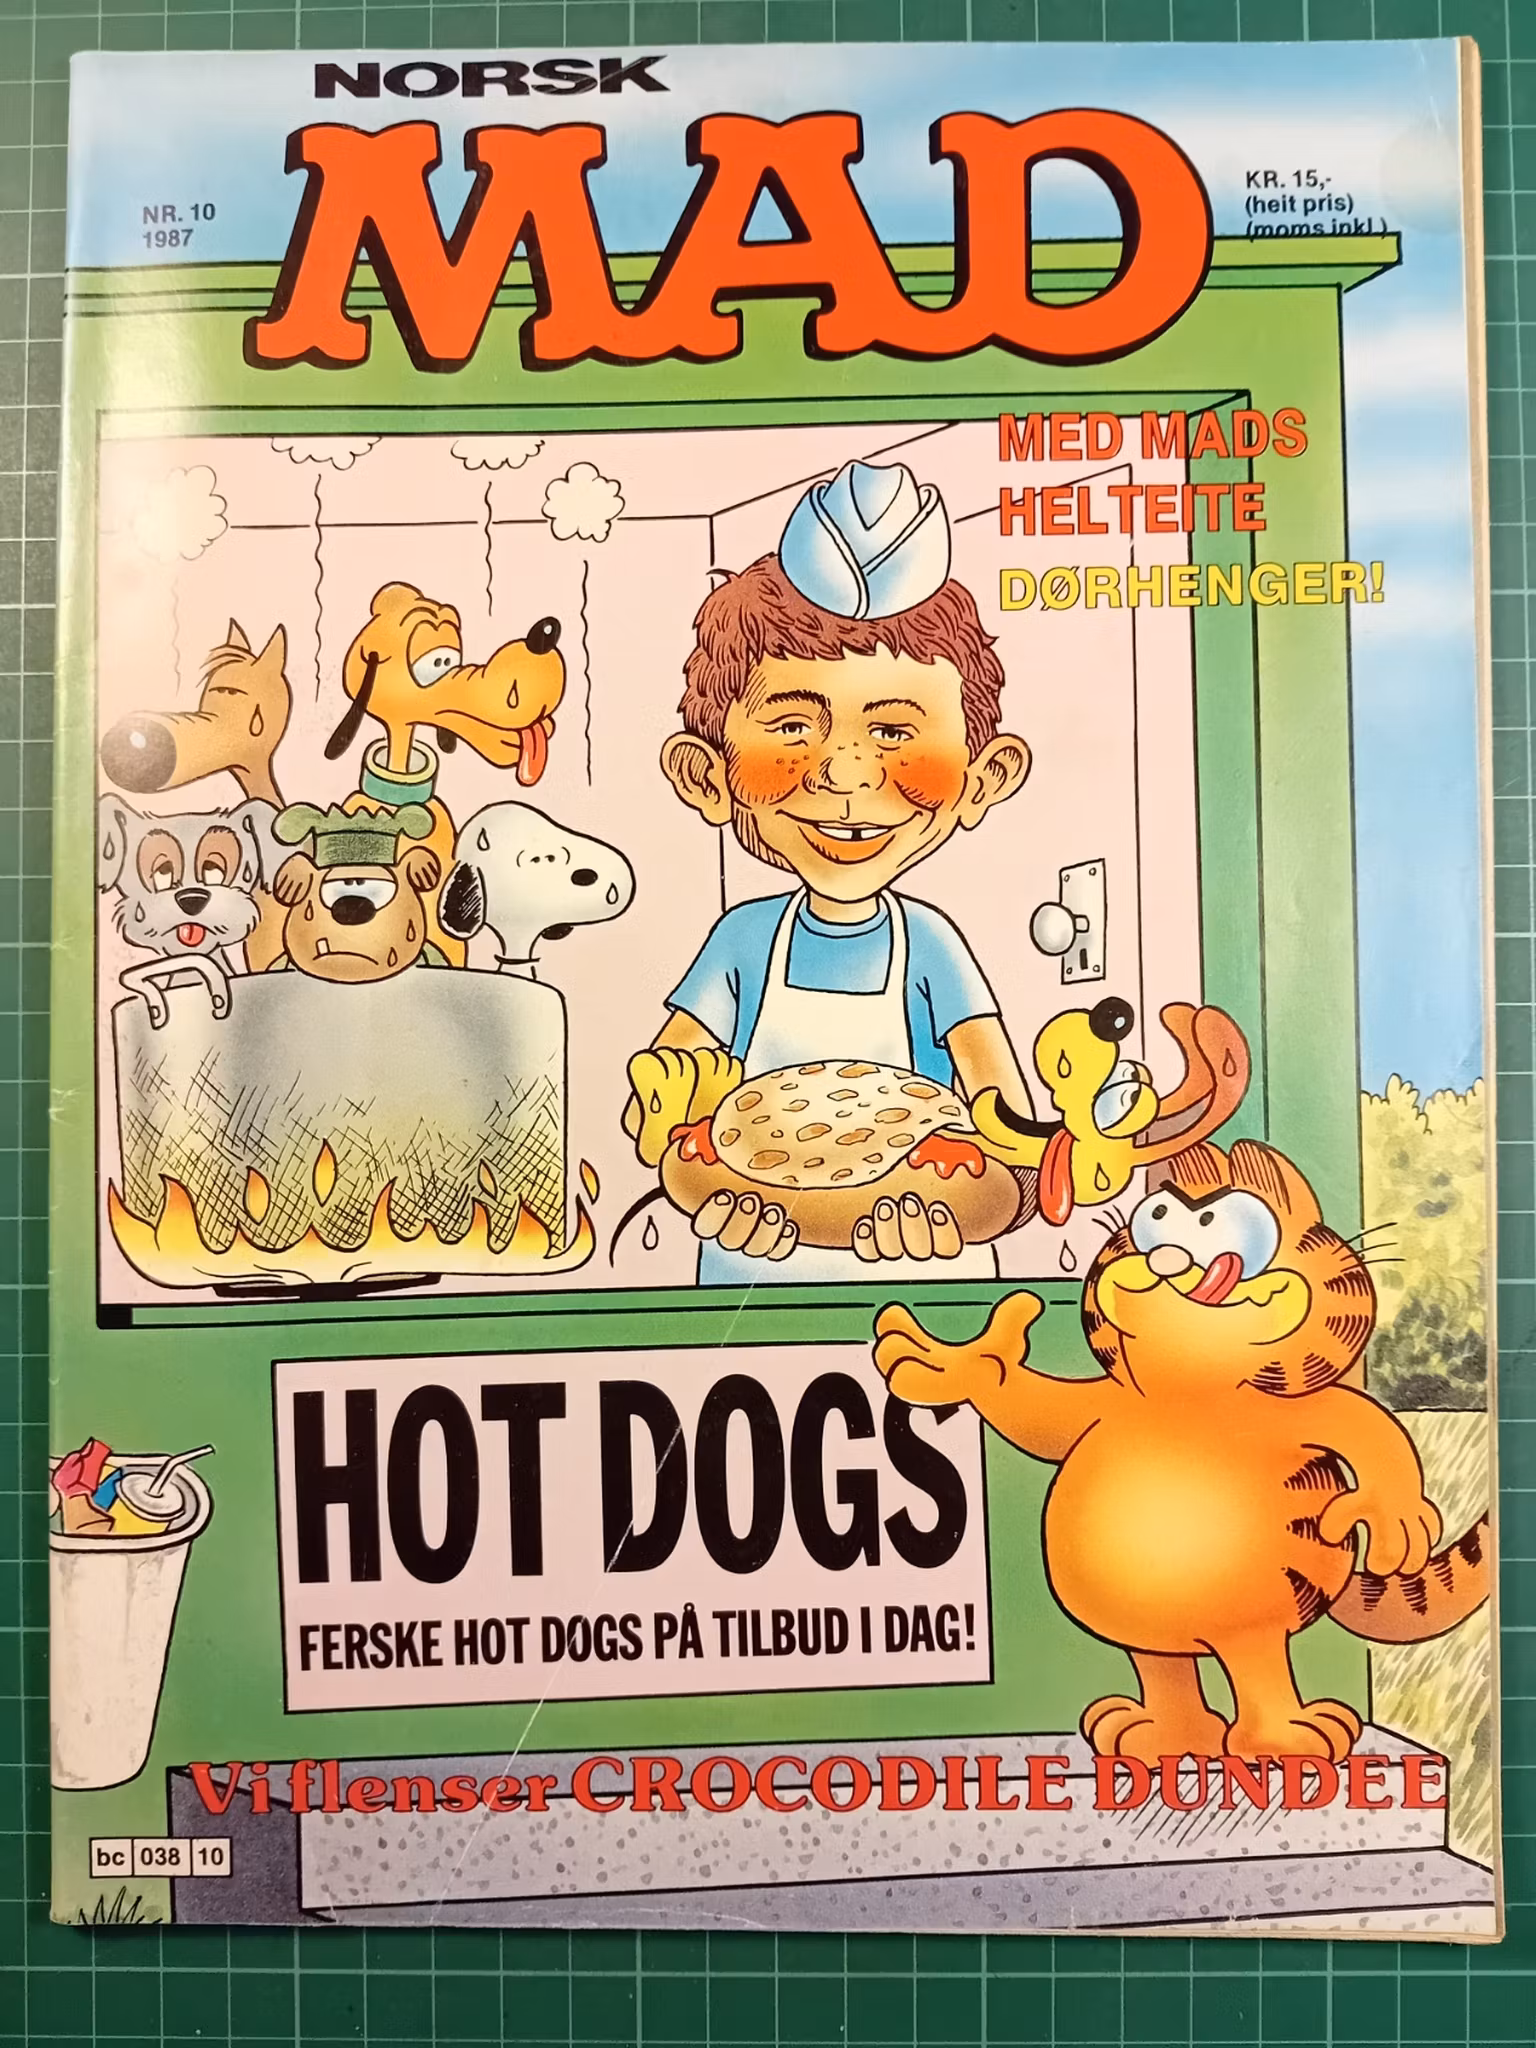 NORSK
MAD
NR. 10
1987
KR. 15,-
(heit pris)
(moms inkl.)
MED MADS
HELTEITE
DØRHENGER!
HOT DOGS
FERSKE HOT DOGS PÅ TILBUD I DAG!
Vi flenser CROCODILE DUNDEE
bc 038 10